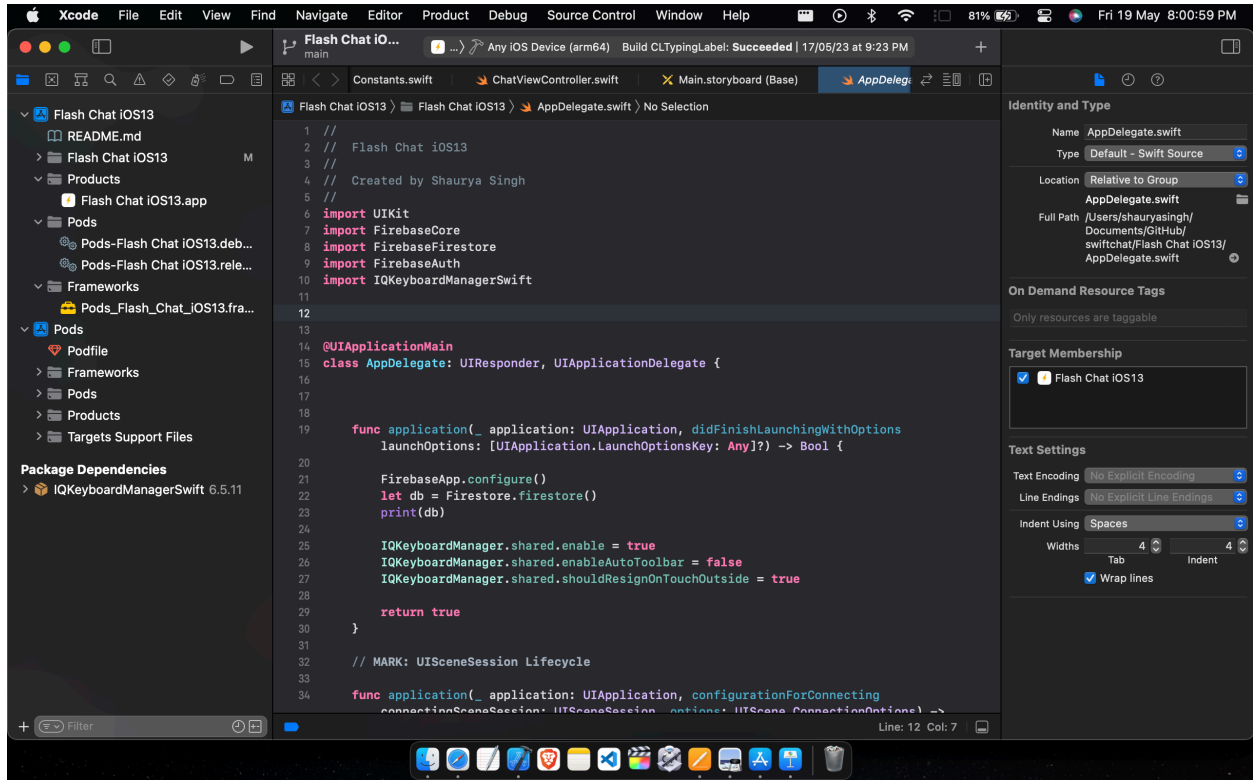 Xcode File Edit View Find Navigate Editor Product Debug Source Control Window Help 81% Fri 19 May 8:00:59 PM
Flash Chat iO...
main
...⟩ Any iOS Device (arm64) Build CLTypingLabel: Succeeded | 17/05/23 at 9:23 PM
Constants.swift ChatViewController.swift Main.storyboard (Base) AppDeleg
Flash Chat iOS13 ⟩ Flash Chat iOS13 ⟩ AppDelegate.swift ⟩ No Selection
Flash Chat iOS13
README.md
Flash Chat iOS13 M
Products
Flash Chat iOS13.app
Pods
Pods-Flash Chat iOS13.deb...
Pods-Flash Chat iOS13.rele...
Frameworks
Pods_Flash_Chat_iOS13.fra...
Pods
Podfile
Frameworks
Pods
Products
Targets Support Files
Package Dependencies
IQKeyboardManagerSwift 6.5.11
Filter
1 //
2 // Flash Chat iOS13
3 //
4 // Created by Shaurya Singh
5 //
6 import UIKit
7 import FirebaseCore
8 import FirebaseFirestore
9 import FirebaseAuth
10 import IQKeyboardManagerSwift
11
12
13
14 @UIApplicationMain
15 class AppDelegate: UIResponder, UIApplicationDelegate {
16
17
18
19 func application(_ application: UIApplication, didFinishLaunchingWithOptions
launchOptions: [UIApplication.LaunchOptionsKey: Any]?) -> Bool {
20
21 FirebaseApp.configure()
22 let db = Firestore.firestore()
23 print(db)
24
25 IQKeyboardManager.shared.enable = true
26 IQKeyboardManager.shared.enableAutoToolbar = false
27 IQKeyboardManager.shared.shouldResignOnTouchOutside = true
28
29 return true
30 }
31
32 // MARK: UISceneSession Lifecycle
33
34 func application(_ application: UIApplication, configurationForConnecting
connectingSceneSession: UISceneSession, options: UIScene.ConnectionOptions) ->
Line: 12 Col: 7
Identity and Type
Name AppDelegate.swift
Type Default - Swift Source
Location Relative to Group
AppDelegate.swift
Full Path /Users/shauryasingh/
Documents/GitHub/
swiftchat/Flash Chat iOS13/
AppDelegate.swift
On Demand Resource Tags
Only resources are taggable
Target Membership
Flash Chat iOS13
Text Settings
Text Encoding No Explicit Encoding
Line Endings No Explicit Line Endings
Indent Using Spaces
Widths 4 4
Tab Indent
Wrap lines